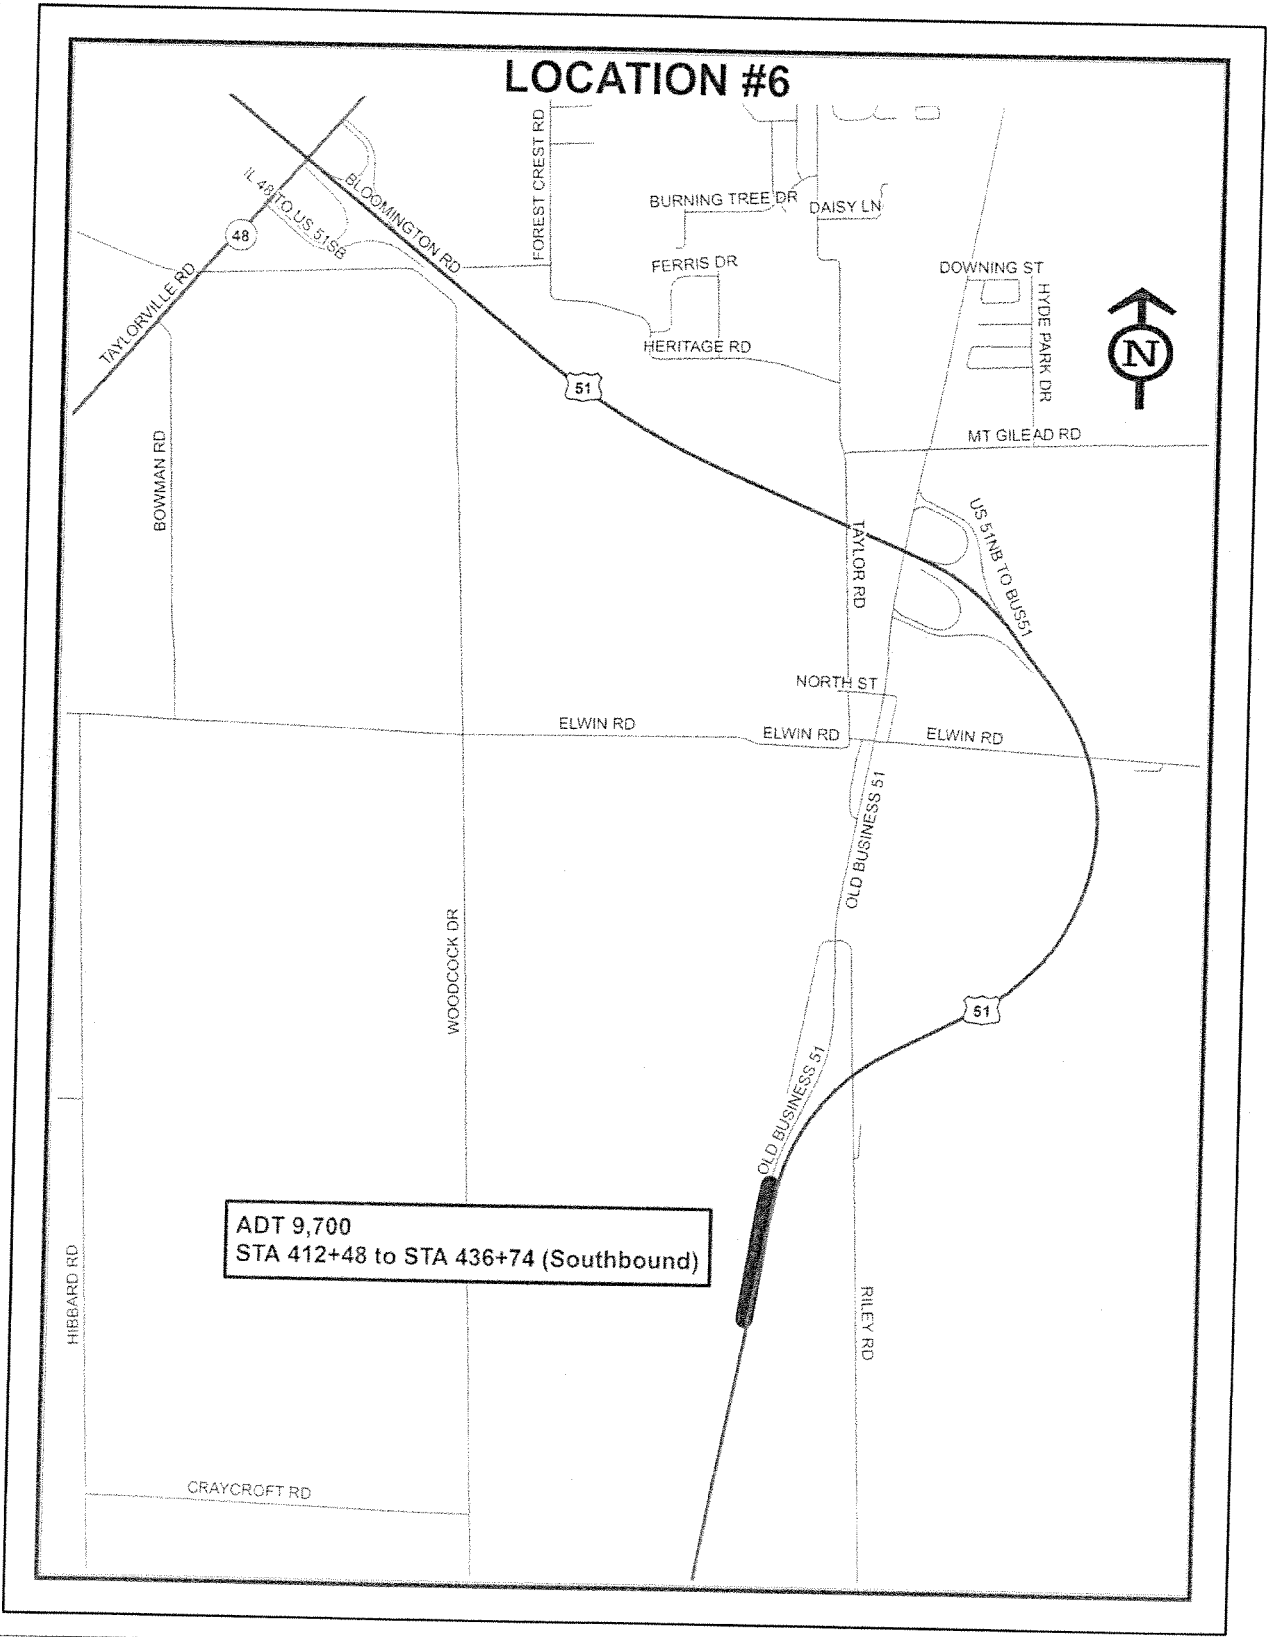 LOCATION #6
FOREST CREST RD
IL 48 TO US 51SB
BLOOMINGTON RD
BURNING TREE DR
DAISY LN
48
FERRIS DR
DOWNING ST
TAYLORVILLE RD
HYDE PARK DR
HERITAGE RD
N
51
MT GILEAD RD
BOWMAN RD
US 51NB TO BUS51
TAYLOR RD
NORTH ST
ELWIN RD
ELWIN RD
ELWIN RD
OLD BUSINESS 51
WOODCOCK DR
51
OLD BUSINESS 51
ADT 9,700
STA 412+48 to STA 436+74 (Southbound)
HIBBARD RD
RILEY RD
CRAYCROFT RD